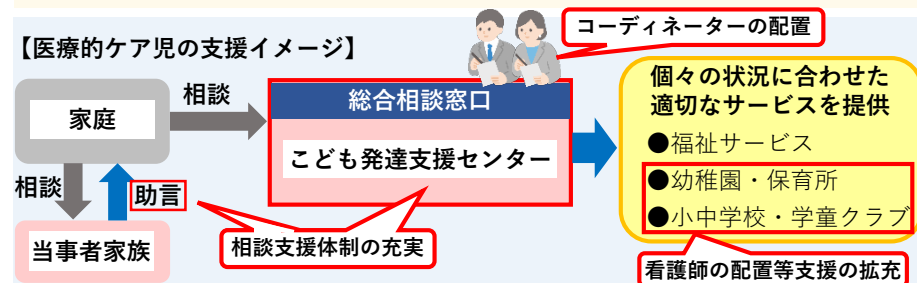 コーディネーターの配置
【医療的ケア児の支援イメージ】
家庭
相談
総合相談窓口
こども発達支援センター
個々の状況に合わせた
適切なサービスを提供
●福祉サービス
●幼稚園・保育所
●小中学校・学童クラブ
相談
助言
当事者家族
相談支援体制の充実
看護師の配置等支援の拡充